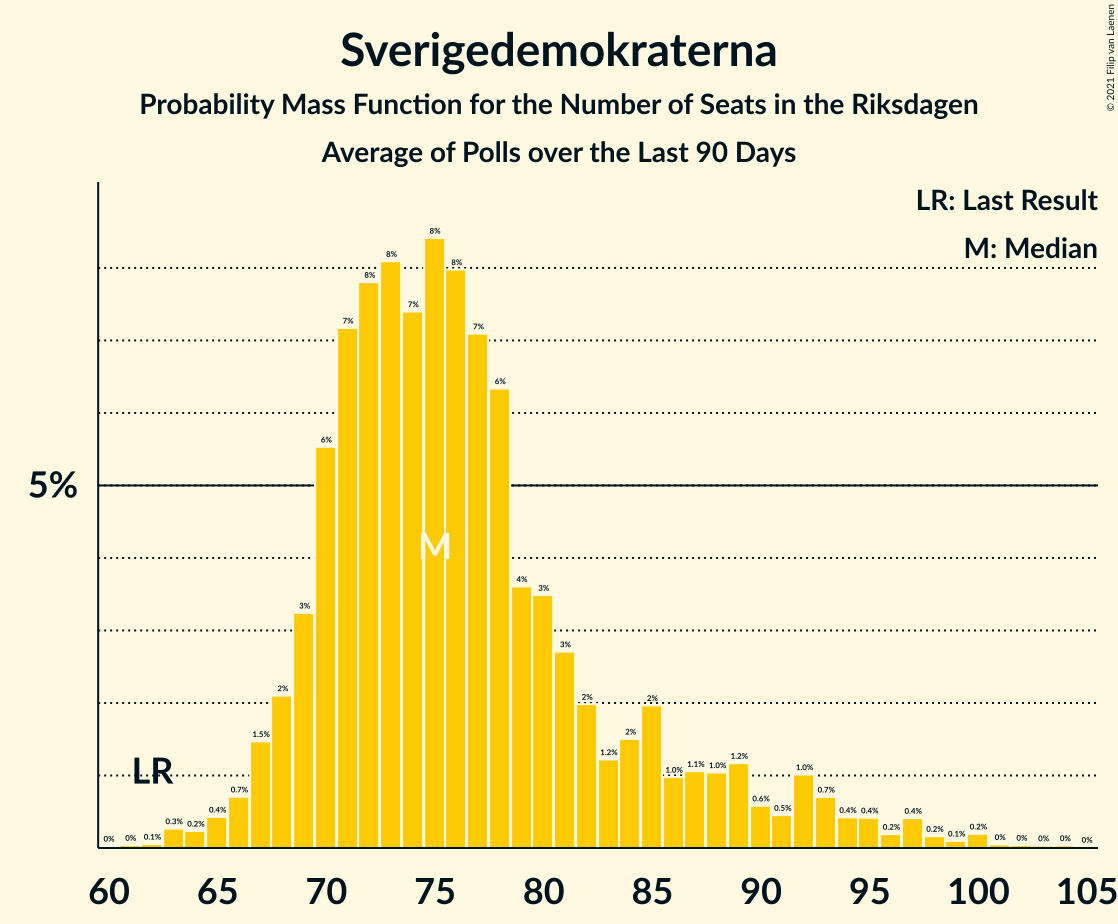 Sverigedemokraterna
Probability Mass Function for the Number of Seats in the Riksdagen
Average of Polls over the Last 90 Days
© 2021 Filip van Laenen
LR: Last Result
M: Median
5%
LR
M
0% 0% 0.1% 0.3% 0.2% 0.4% 0.7% 1.5% 2% 3% 6% 7% 8% 8% 7% 8% 8% 7% 6% 4% 3% 3% 2% 1.2% 2% 2% 1.0% 1.1% 1.0% 1.2% 0.6% 0.5% 1.0% 0.7% 0.4% 0.4% 0.2% 0.4% 0.2% 0.1% 0.2% 0% 0% 0% 0% 0%
60 65 70 75 80 85 90 95 100 105